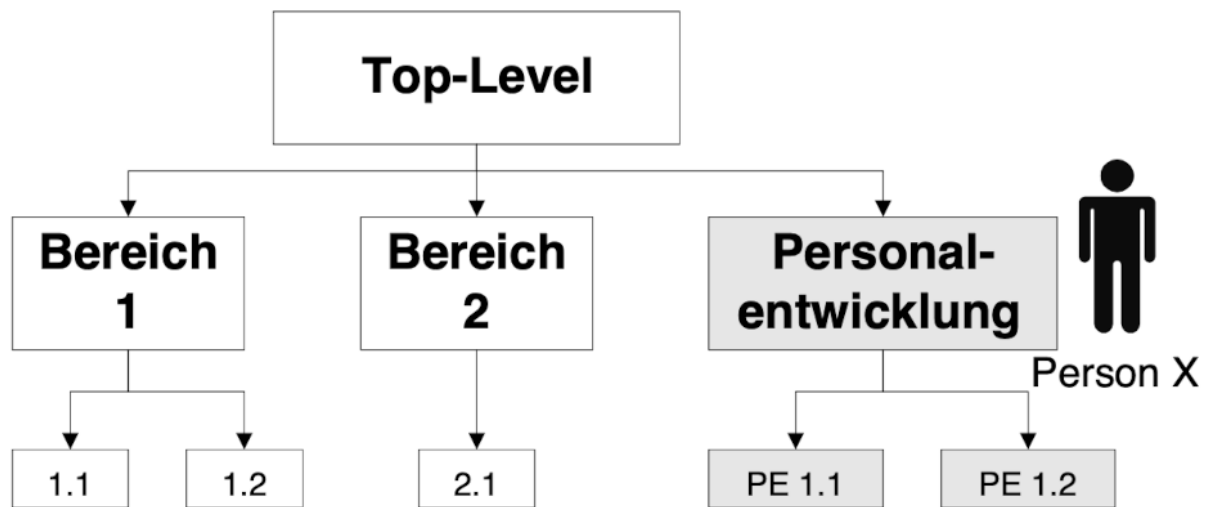 Top-Level
Bereich
1
Bereich
2
Personal-
entwicklung
Person X
1.1
1.2
2.1
PE 1.1
PE 1.2